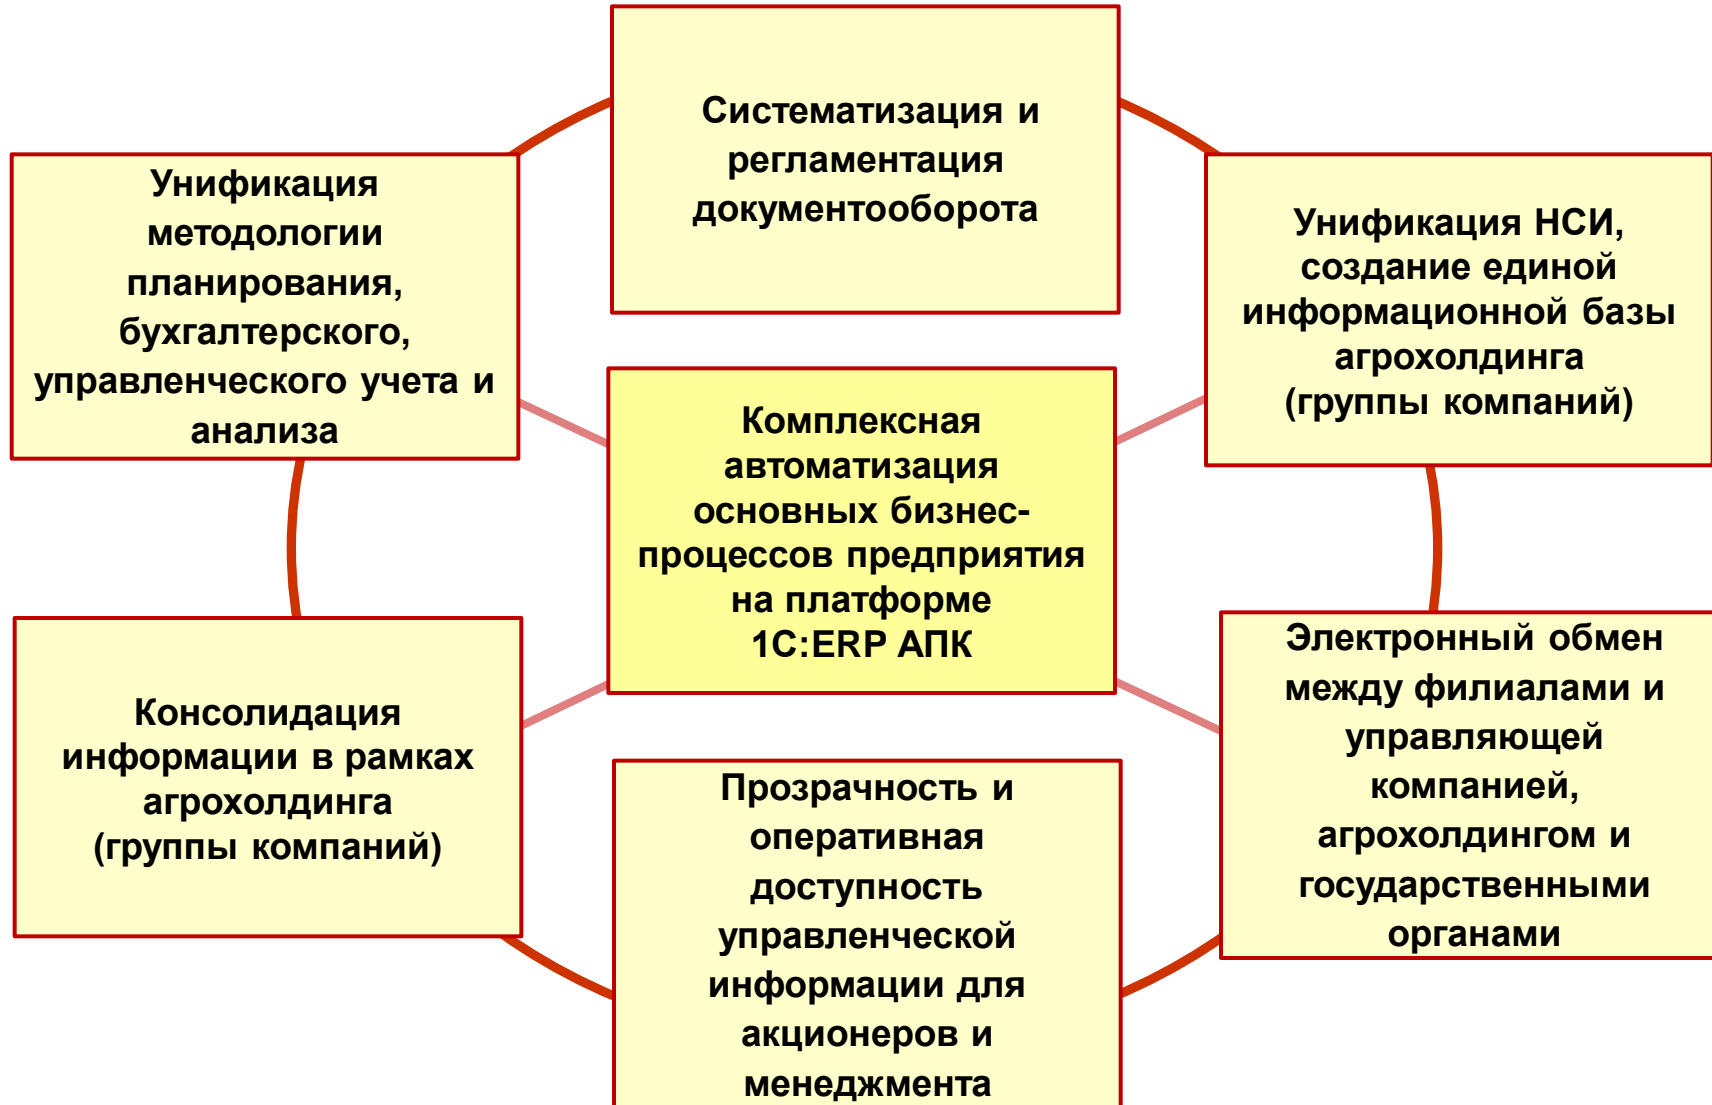 Систематизация и
регламентация
документооборота
Унификация
методологии
планирования,
бухгалтерского,
управленческого учета и
анализа
Унификация НСИ,
создание единой
информационной базы
агрохолдинга
(группы компаний)
Комплексная
автоматизация
основных бизнес-
процессов предприятия
на платформе
1С:ERP АПК
Консолидация
информации в рамках
агрохолдинга
(группы компаний)
Электронный обмен
между филиалами и
управляющей
компанией,
агрохолдингом и
государственными
органами
Прозрачность и
оперативная
доступность
управленческой
информации для
акционеров и
менеджмента